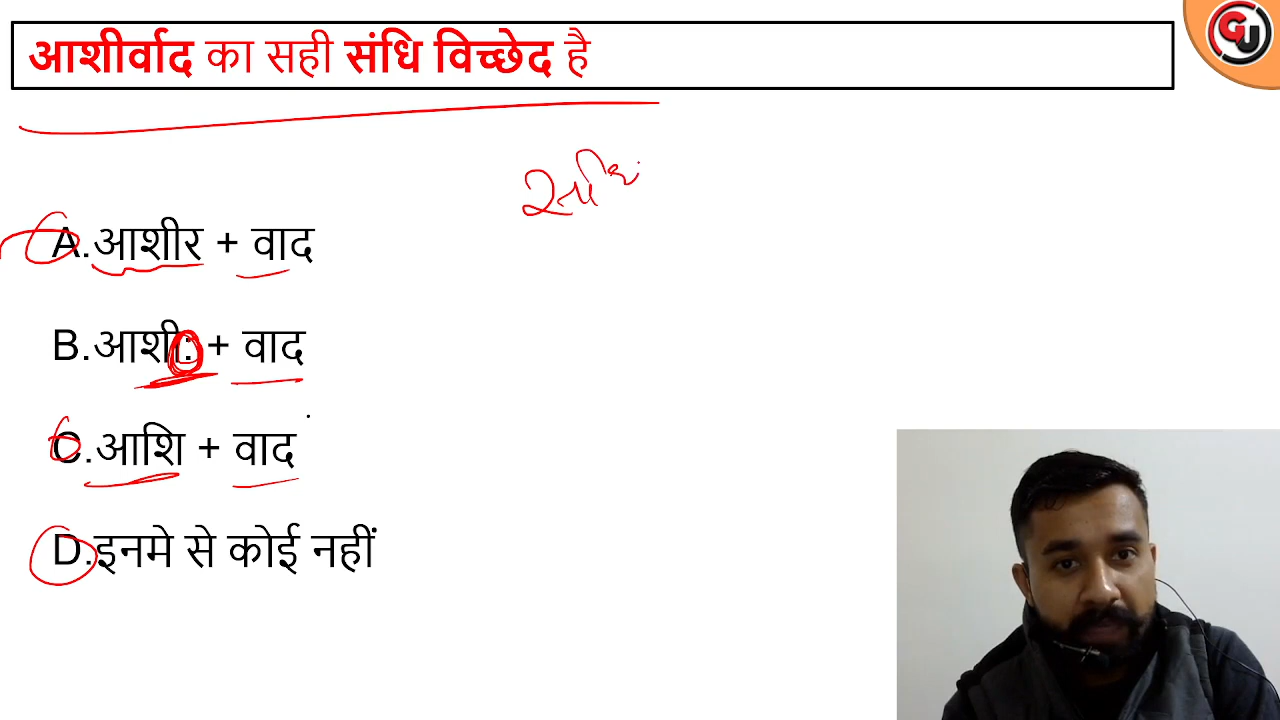 आशीर्वाद का सही संधि विच्छेद है
A.आशीर + वाद
B.आशी: + वाद
C.आशि + वाद
D.इनमे से कोई नहीं